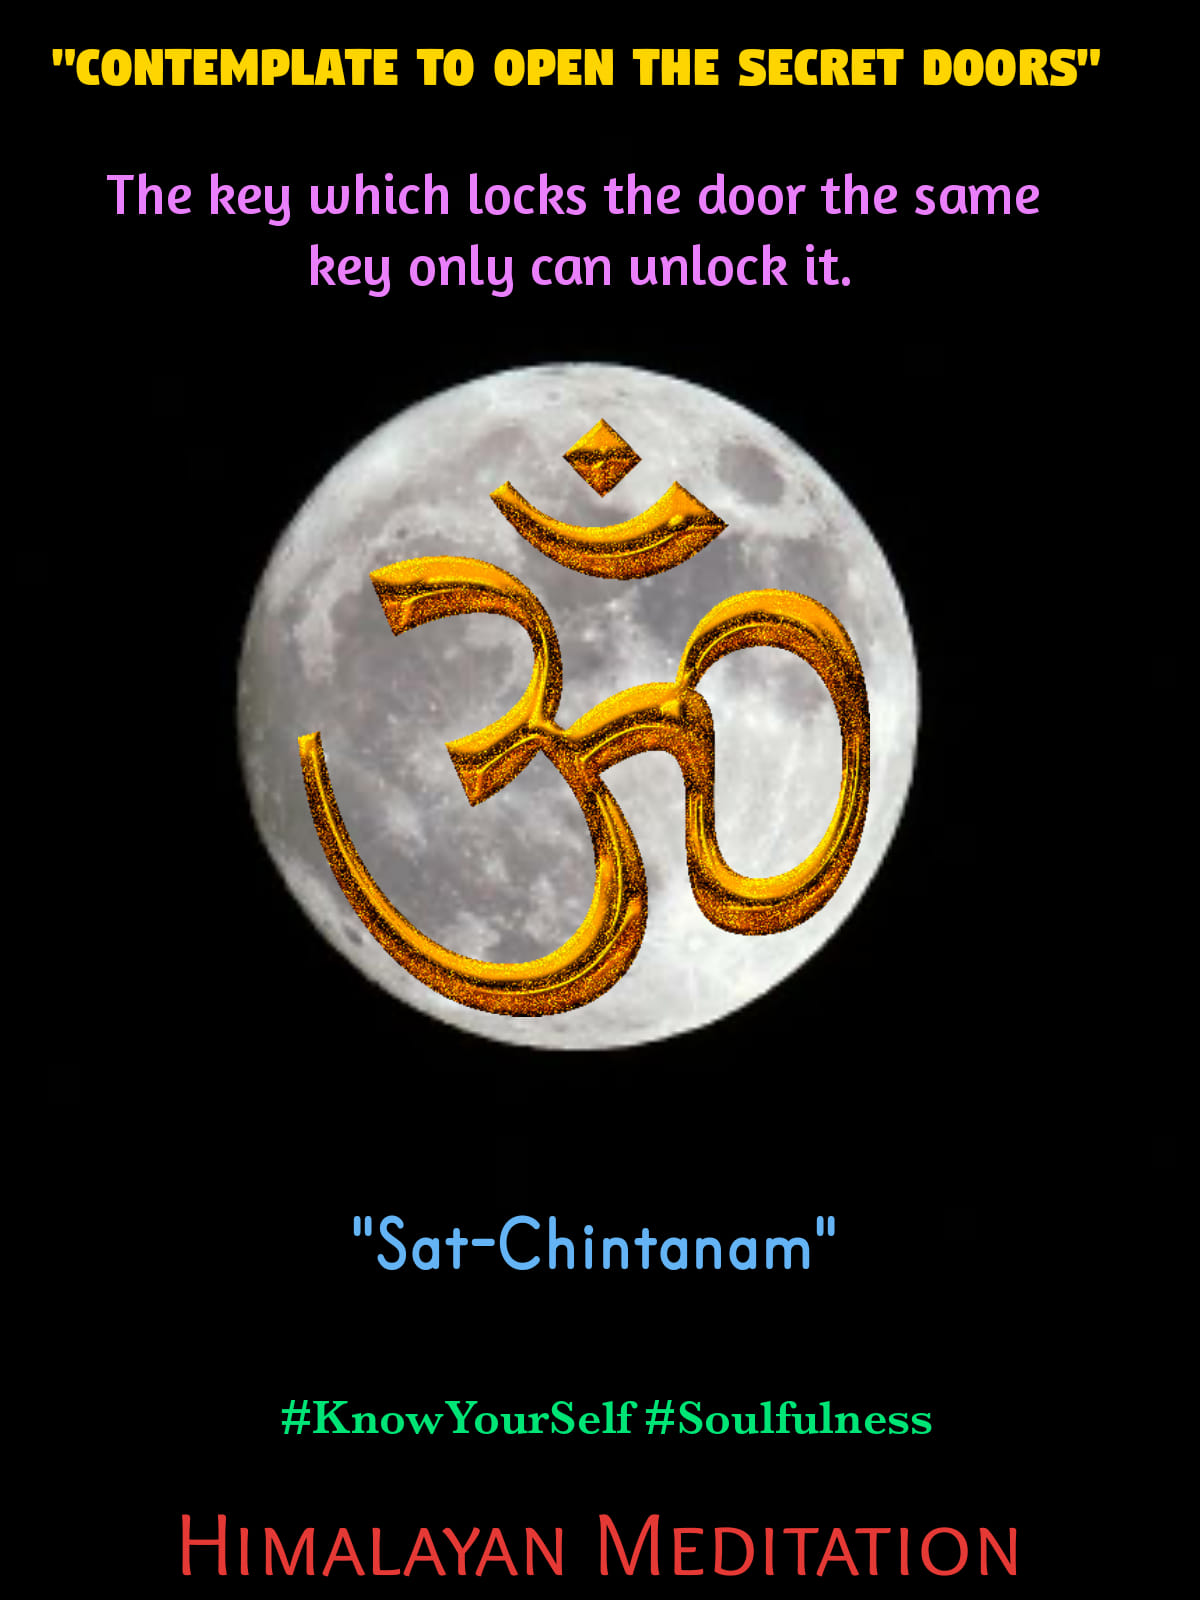 "CONTEMPLATE TO OPEN THE SECRET DOORS"
The key which locks the door the same
key only can unlock it.
ॐ
"Sat-Chintanam"
#KnowYourSelf #Soulfulness
HIMALAYAN MEDITATION